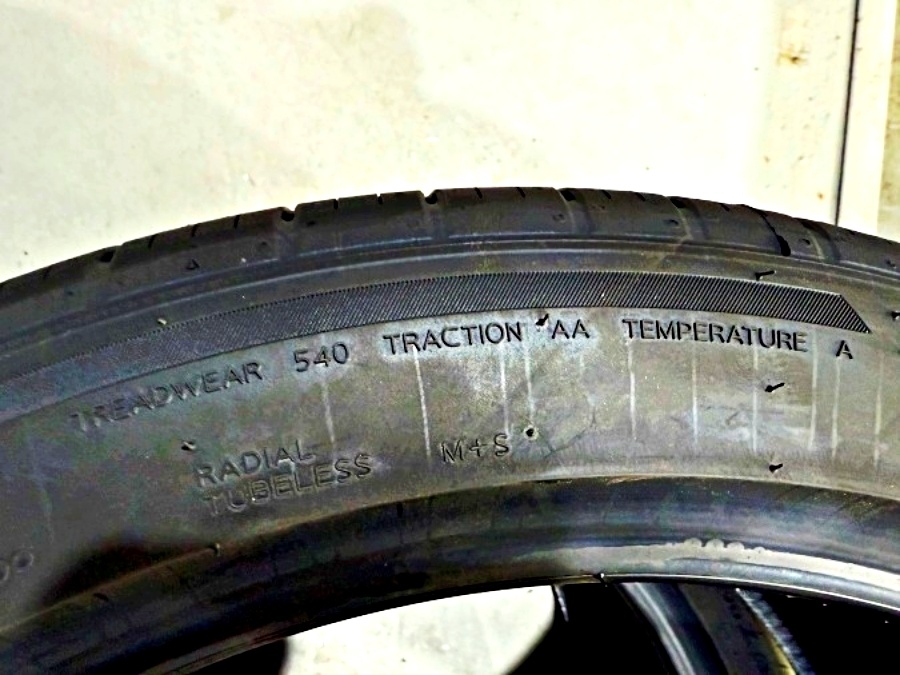 TREADWEAR 540 TRACTION AA TEMPERATURE A
RADIAL M+S
TUBELESS